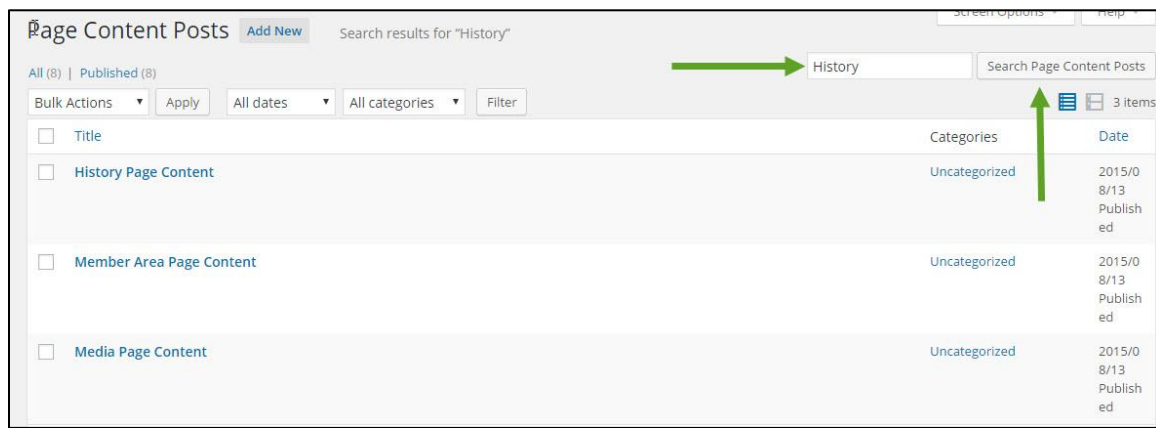 Screen Options Help
Page Content Posts Add New Search results for "History"
All (8) | Published (8) History Search Page Content Posts
Bulk Actions Apply All dates All categories Filter 3 items
Title Categories Date
History Page Content Uncategorized 2015/0
8/13
Publish
ed
Member Area Page Content Uncategorized 2015/0
8/13
Publish
ed
Media Page Content Uncategorized 2015/0
8/13
Publish
ed